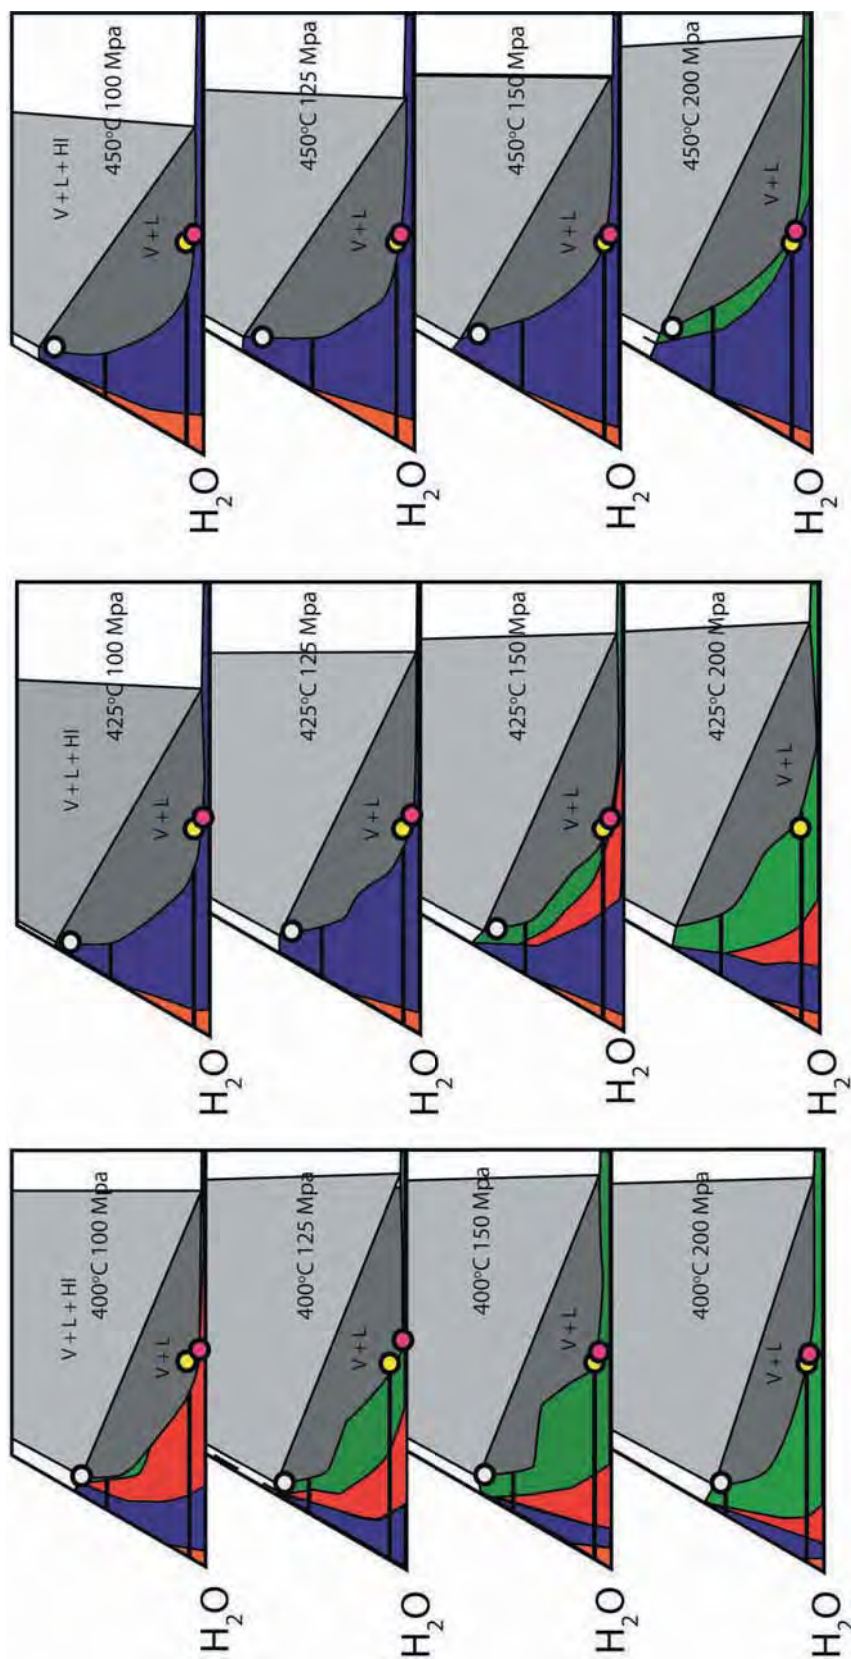 V + L + Hl
450°C 100 Mpa
V + L
H2O
450°C 125 Mpa
V + L
H2O
450°C 150 Mpa
V + L
H2O
450°C 200 Mpa
V + L
H2O
V + L + Hl
425°C 100 Mpa
V + L
H2O
425°C 125 Mpa
V + L
H2O
425°C 150 Mpa
V + L
H2O
425°C 200 Mpa
V + L
H2O
V + L + Hl
400°C 100 Mpa
V + L
H2O
400°C 125 Mpa
V + L
H2O
400°C 150 Mpa
V + L
H2O
400°C 200 Mpa
V + L
H2O